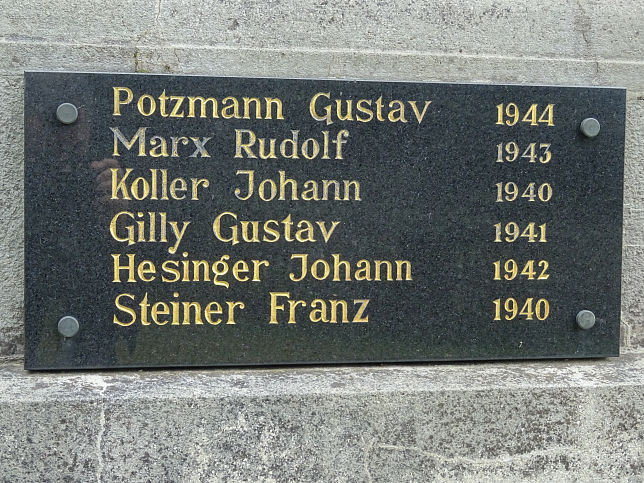 Potzmann Gustav 1944
Marx Rudolf 1943
Koller Johann 1940
Gilly Gustav 1941
Hesinger Johann 1942
Steiner Franz 1940